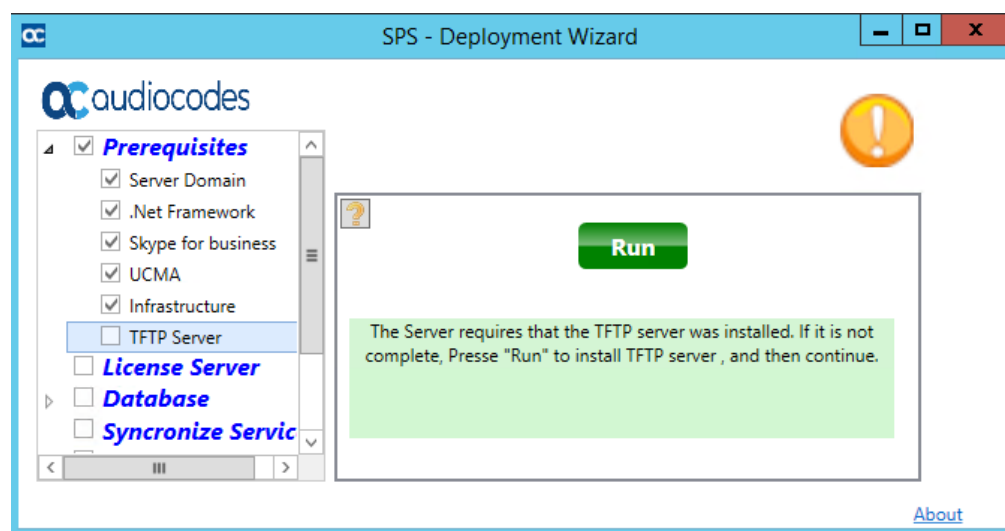 SPS - Deployment Wizard
audiocodes
Prerequisites
Server Domain
.Net Framework
Skype for business
UCMA
Infrastructure
TFTP Server
License Server
Database
Syncronize Servic
Run
The Server requires that the TFTP server was installed. If it is not
complete, Presse "Run" to install TFTP server , and then continue.
About